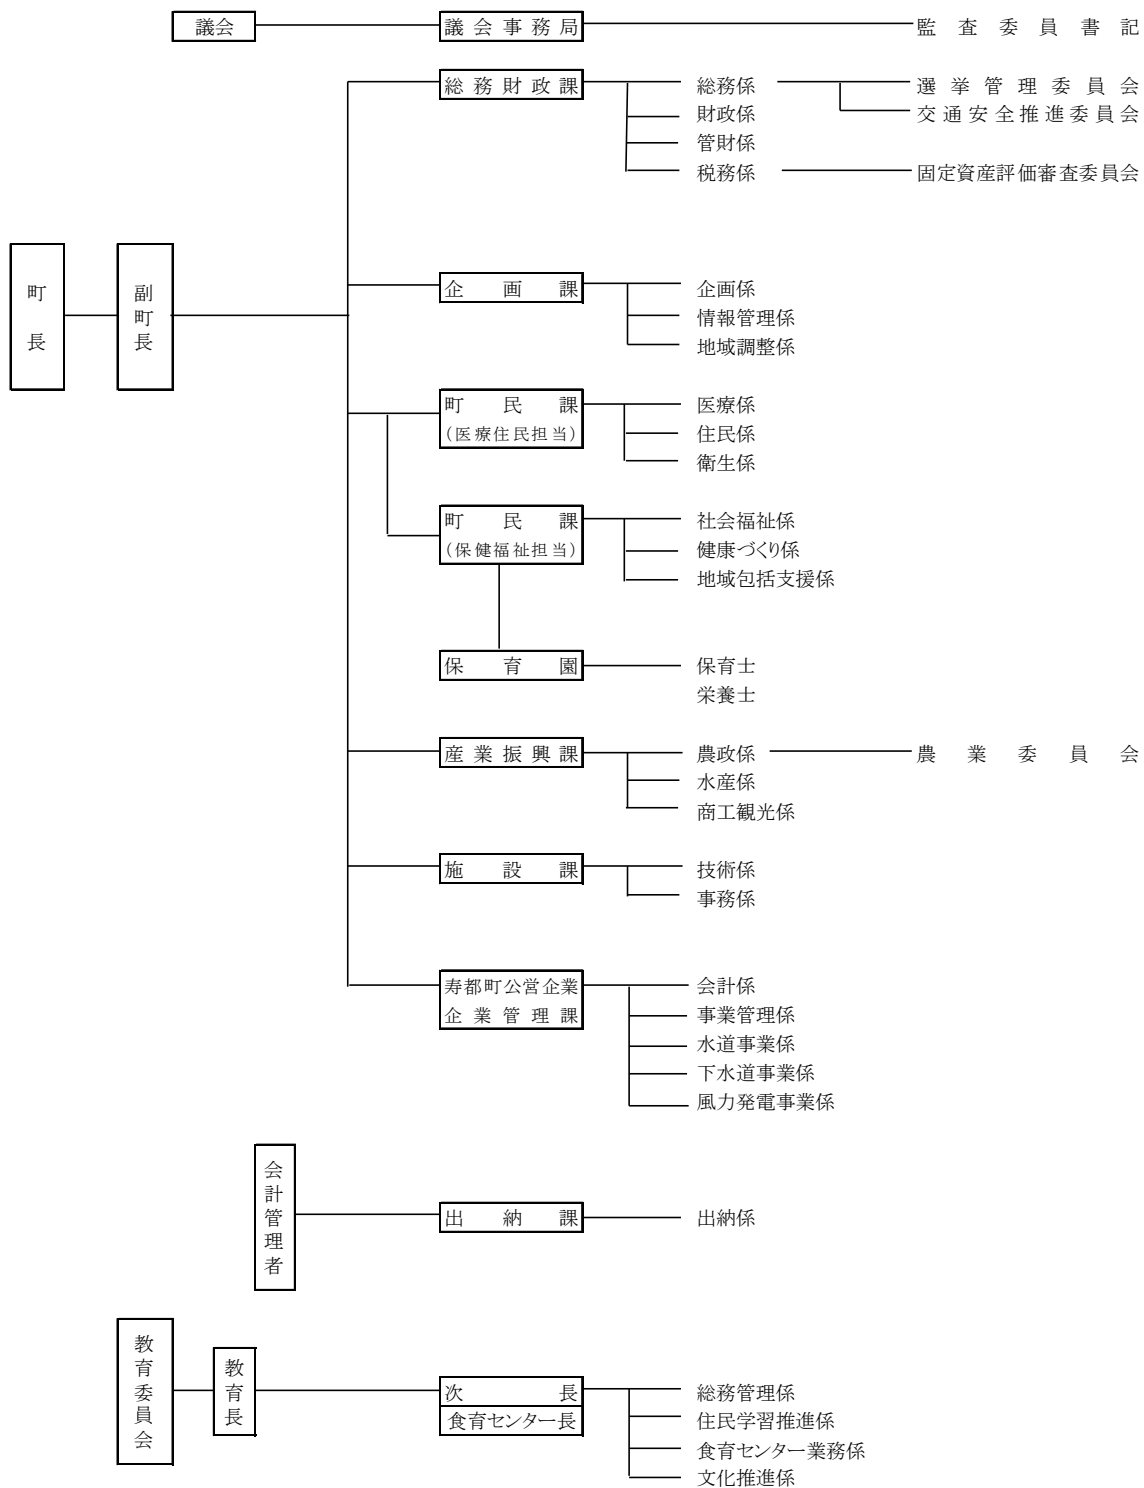 議会 議会事務局 監査委員書記
総務財政課 総務係 選挙管理委員会
財政係 交通安全推進委員会
管財係
税務係 固定資産評価審査委員会
町長 副町長
企画課 企画係
情報管理係
地域調整係
町民課 医療係
(医療住民担当) 住民係
衛生係
町民課 社会福祉係
(保健福祉担当) 健康づくり係
地域包括支援係
保育園 保育士
栄養士
産業振興課 農政係 農業委員会
水産係
商工観光係
施設課 技術係
事務係
寿都町公営企業 会計係
企業管理課 事業管理係
水道事業係
下水道事業係
風力発電事業係
会計管理者
出納課 出納係
教育委員会 教育長
次長 総務管理係
食育センター長 住民学習推進係
食育センター業務係
文化推進係